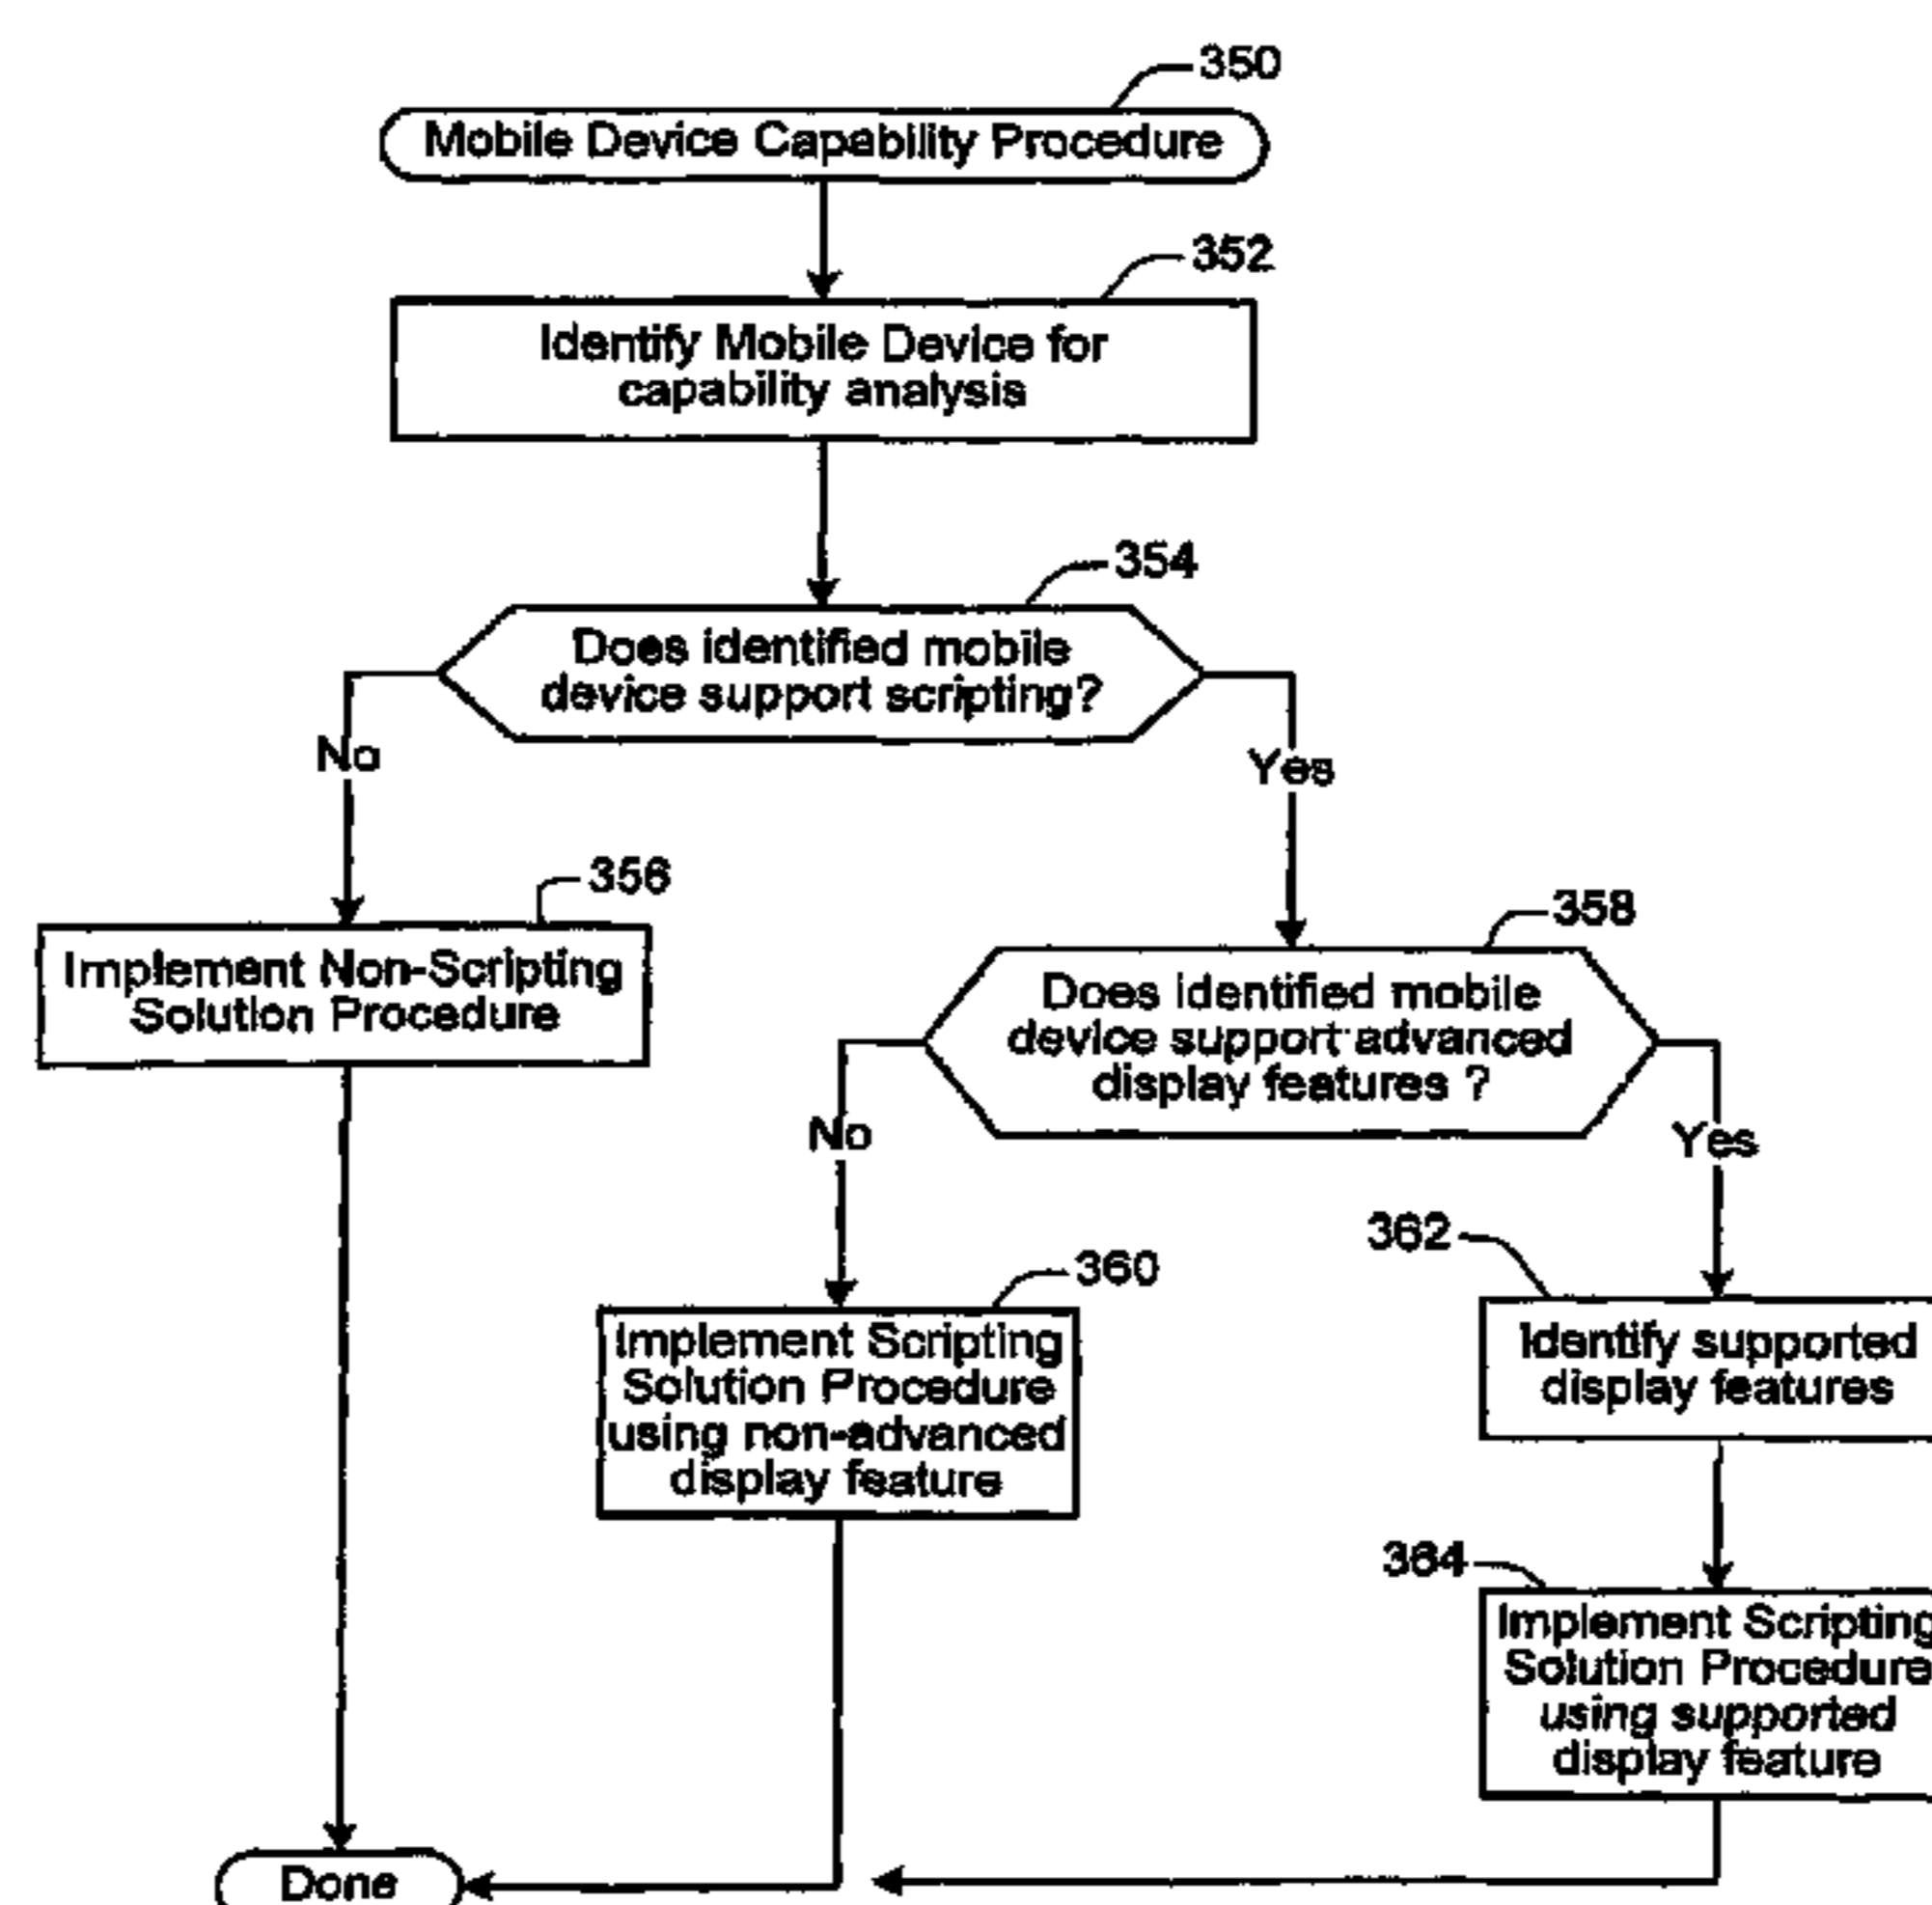 350
Mobile Device Capability Procedure
352
Identify Mobile Device for
capability analysis
354
Does identified mobile
device support scripting?
No
Yes
356
Implement Non-Scripting
Solution Procedure
358
Does identified mobile
device support advanced
display features ?
No
Yes
360
Implement Scripting
Solution Procedure
using non-advanced
display feature
362
Identify supported
display features
364
Implement Scripting
Solution Procedure
using supported
display feature
Done